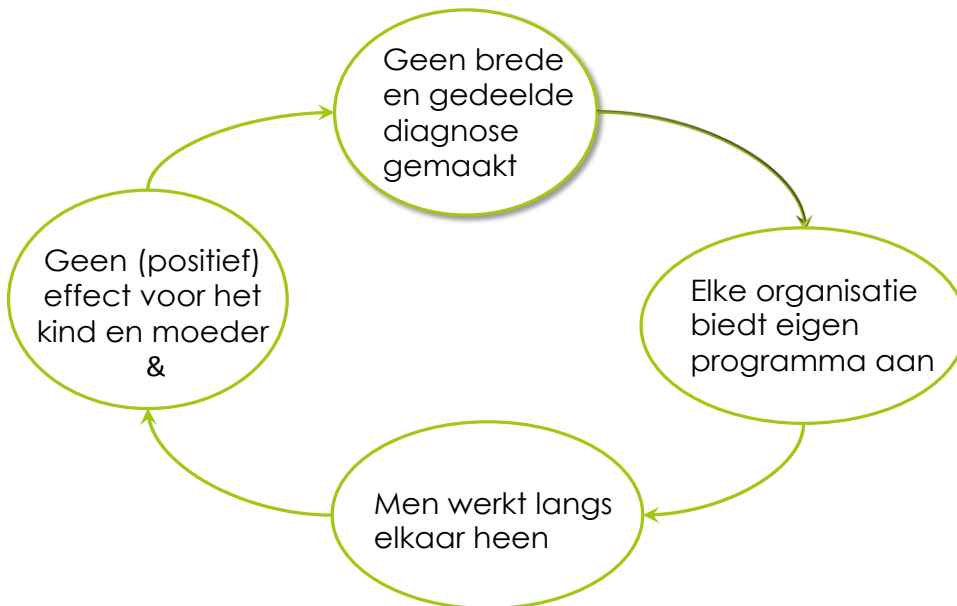 Geen brede
en gedeelde
diagnose
gemaakt
Elke organisatie
biedt eigen
programma aan
Men werkt langs
elkaar heen
Geen (positief)
effect voor het
kind en moeder
&